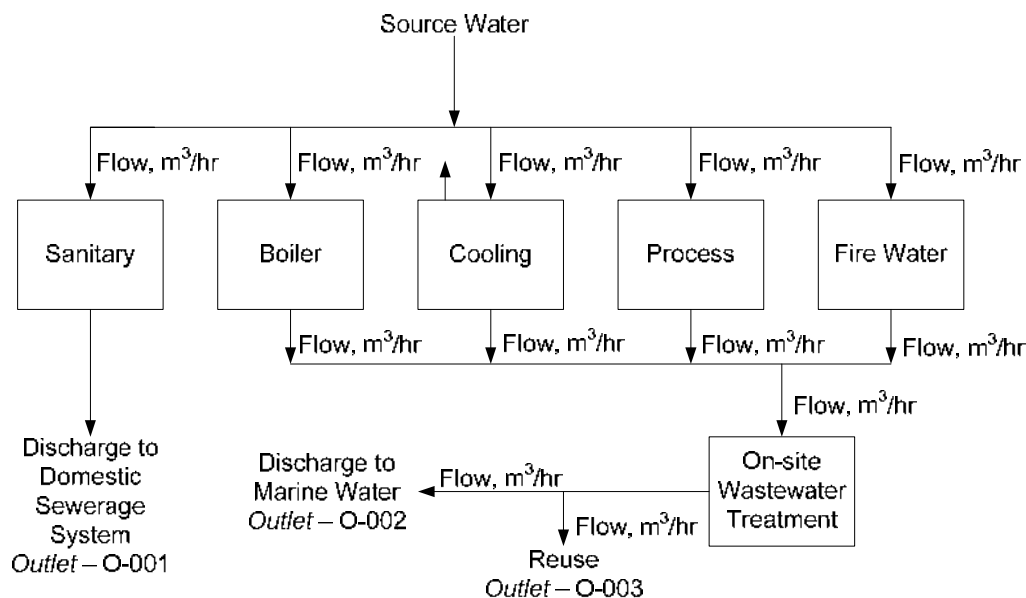 Source Water
Flow, m³/hr
Flow, m³/hr
Flow, m³/hr
Flow, m³/hr
Flow, m³/hr
Sanitary
Boiler
Cooling
Process
Fire Water
Flow, m³/hr
Flow, m³/hr
Flow, m³/hr
Flow, m³/hr
Flow, m³/hr
Discharge to
Domestic
Sewerage
System
Outlet – O-001
Discharge to
Marine Water
Outlet – O-002
Flow, m³/hr
On-site
Wastewater
Treatment
Flow, m³/hr
Reuse
Outlet – O-003